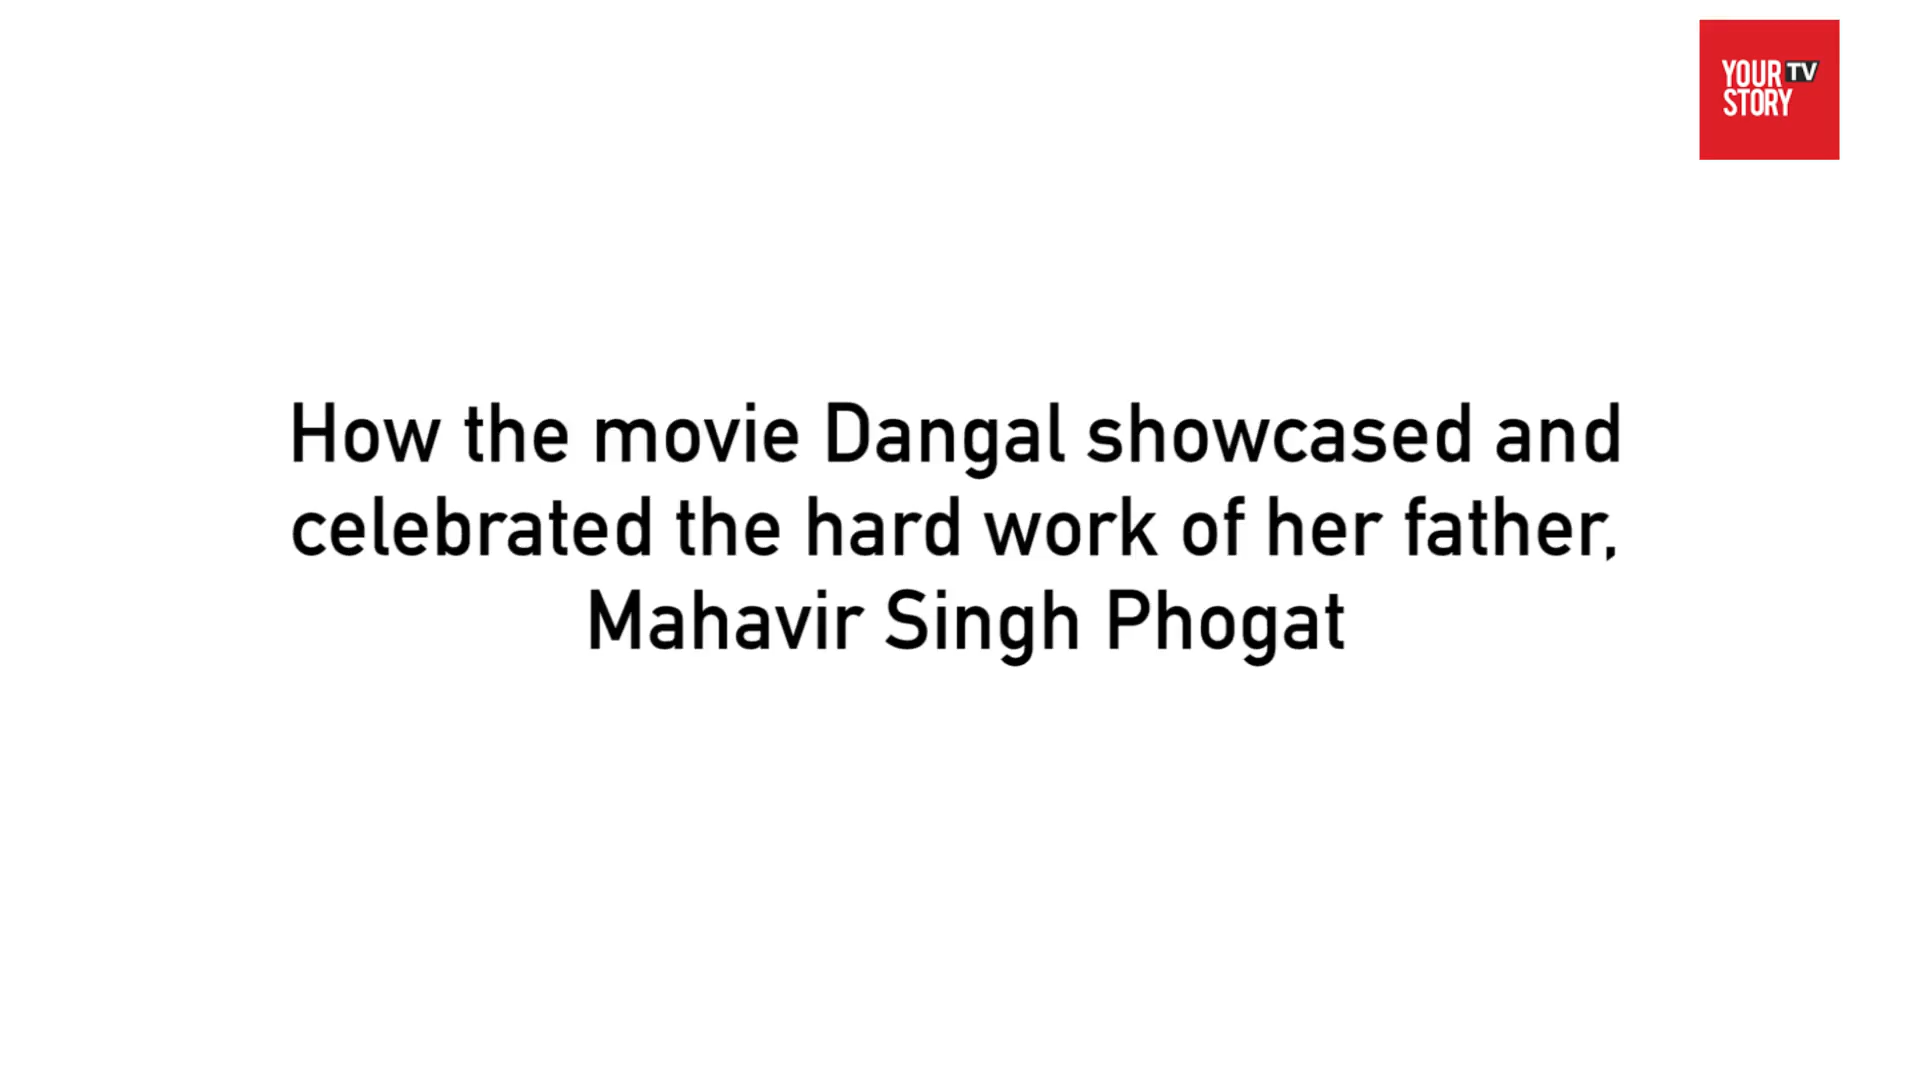 YOUR TV
STORY
How the movie Dangal showcased and
celebrated the hard work of her father,
Mahavir Singh Phogat